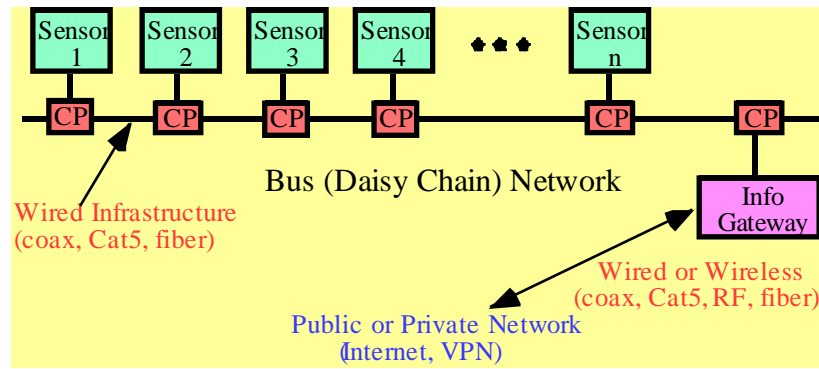 Sensor
1
Sensor
2
Sensor
3
Sensor
4
Sensor
n
CP
CP
CP
CP
CP
CP
Bus (Daisy Chain) Network
Wired Infrastructure
(coax, Cat5, fiber)
Info
Gateway
Wired or Wireless
(coax, Cat5, RF, fiber)
Public or Private Network
(Internet, VPN)